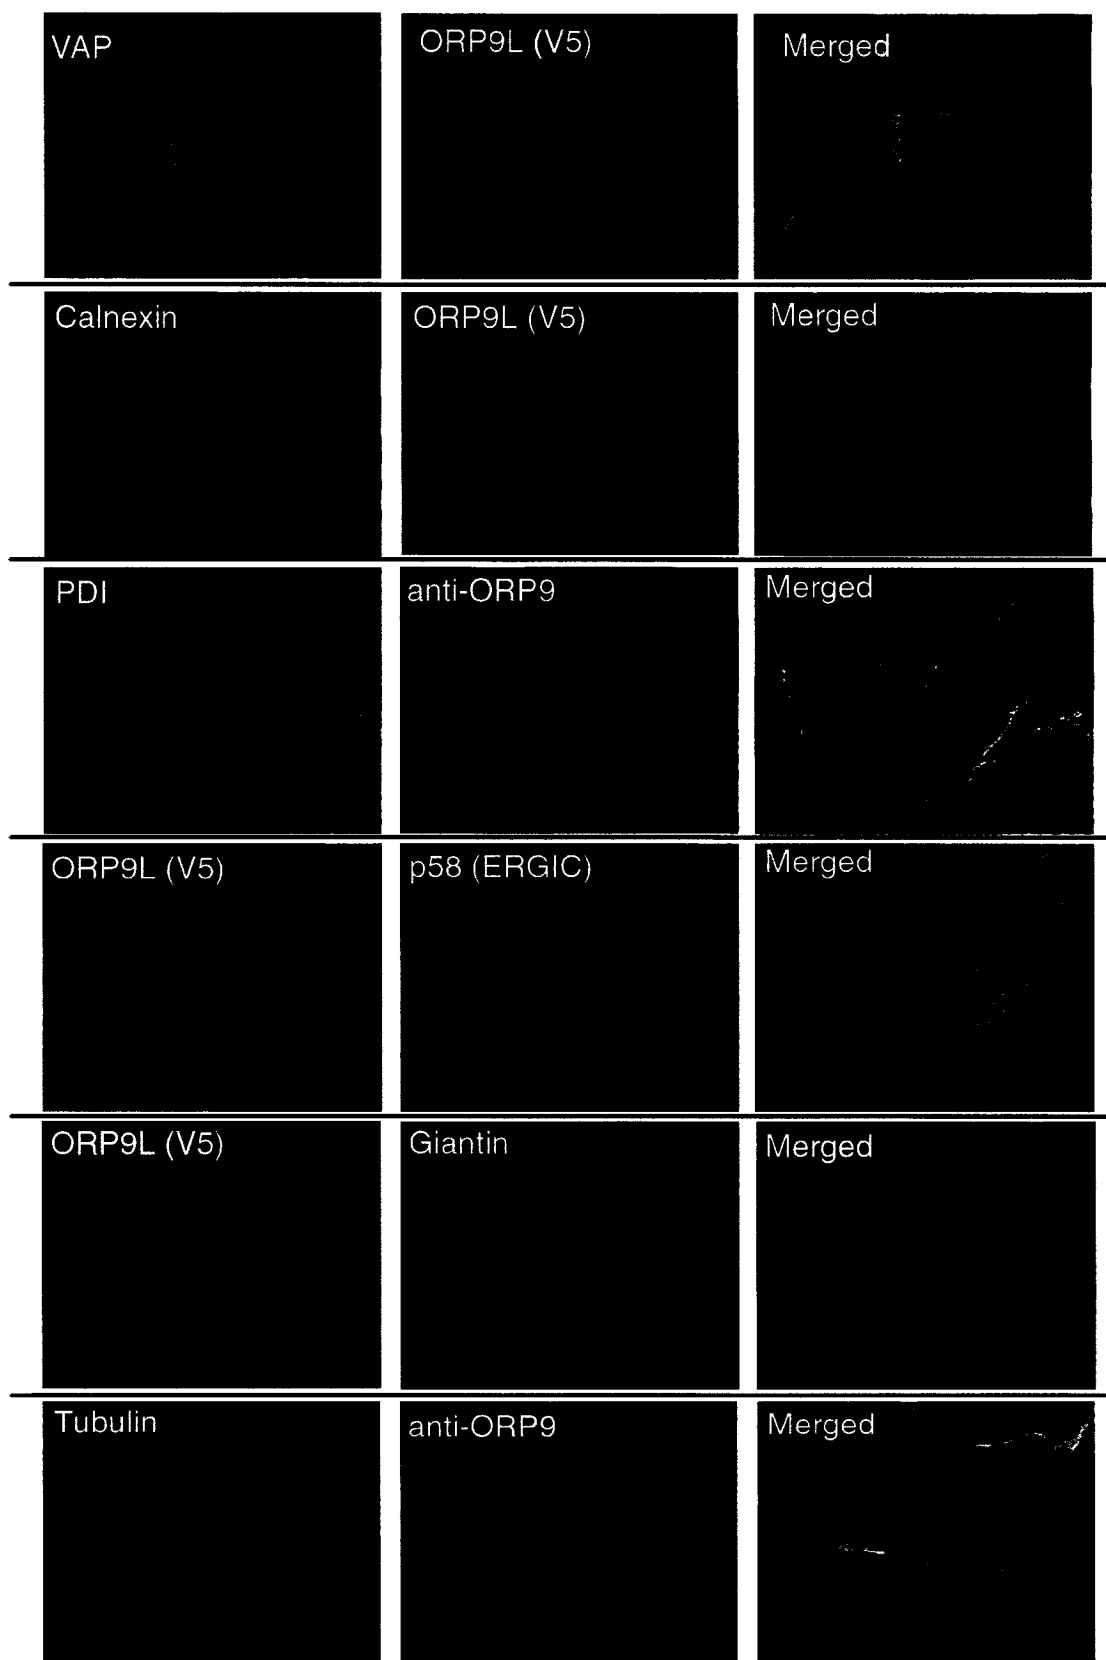 VAP
ORP9L (V5)
Merged
Calnexin
ORP9L (V5)
Merged
PDI
anti-ORP9
Merged
ORP9L (V5)
p58 (ERGIC)
Merged
ORP9L (V5)
Giantin
Merged
Tubulin
anti-ORP9
Merged